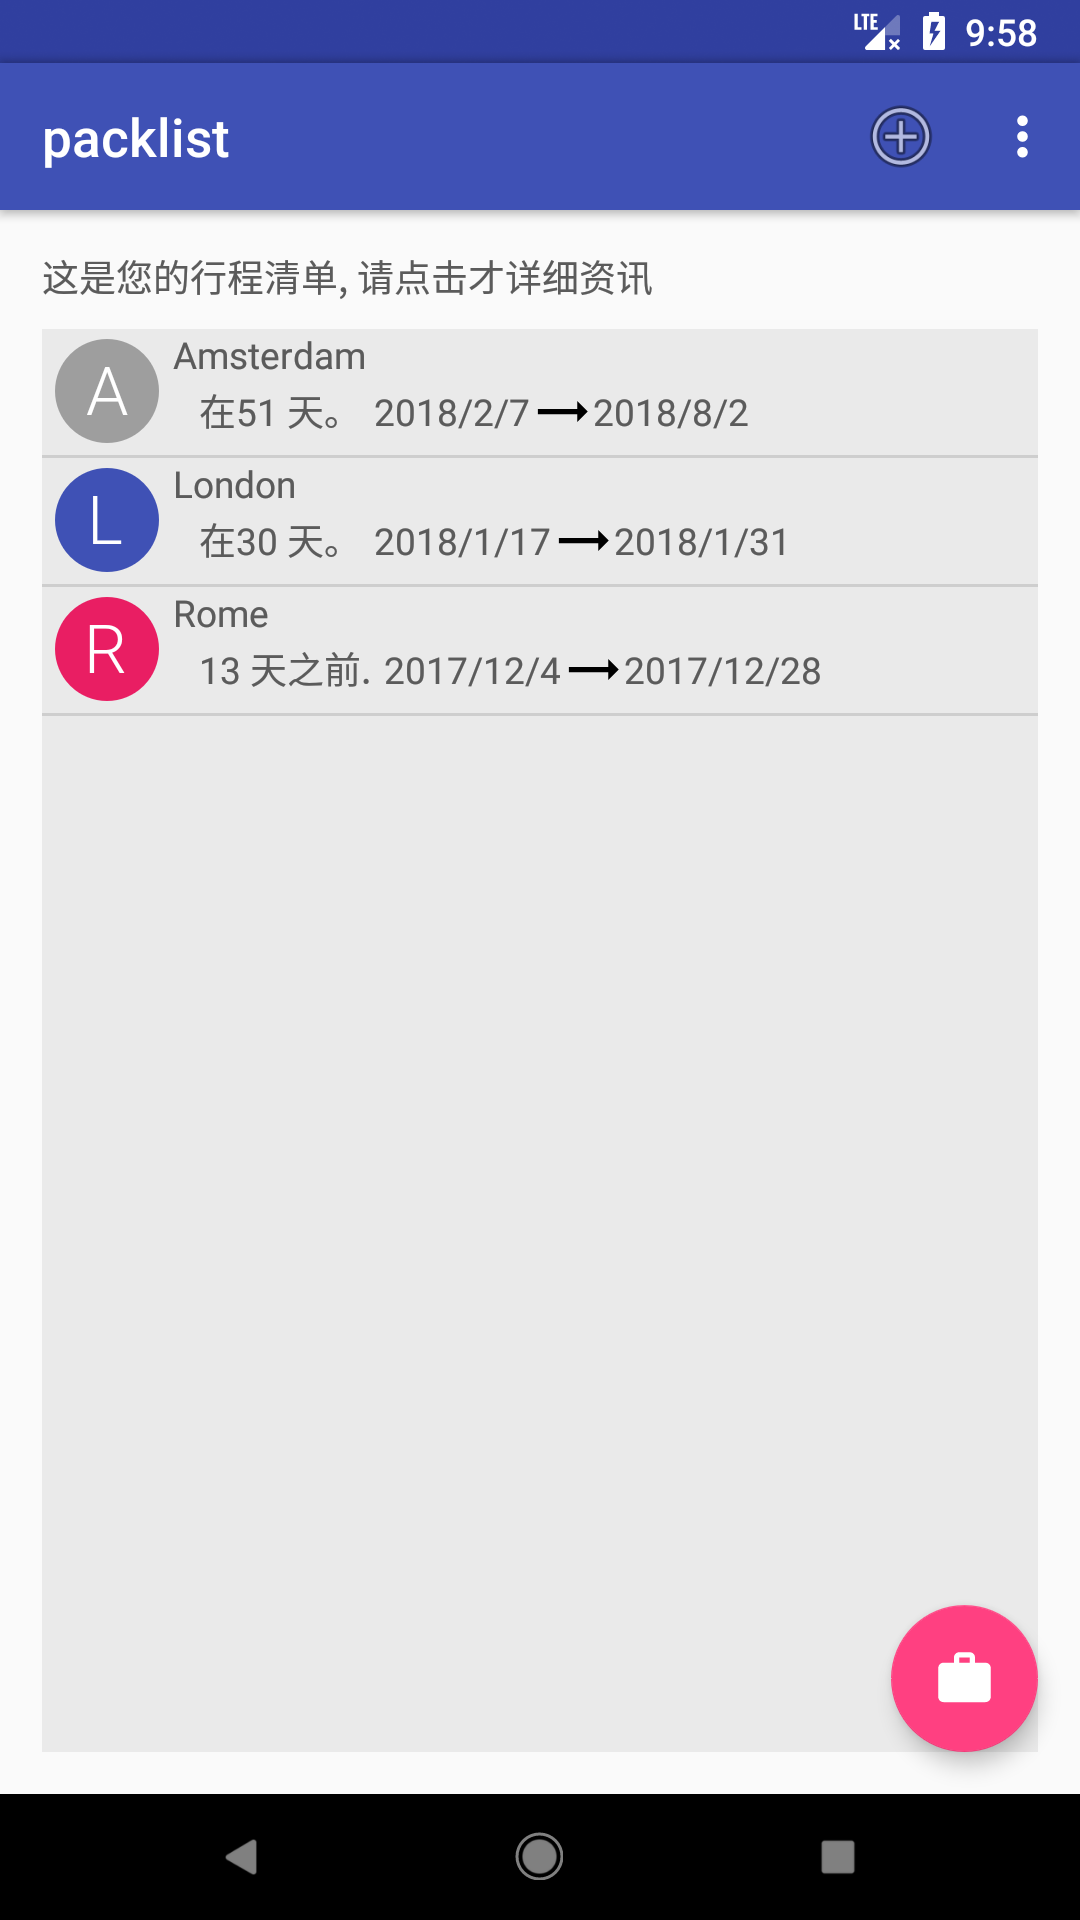 LTE 9:58
packlist
这是您的行程清单, 请点击才详细资讯
A Amsterdam
在51 天。 2018/2/7 2018/8/2
L London
在30 天。 2018/1/17 2018/1/31
R Rome
13 天之前. 2017/12/4 2017/12/28